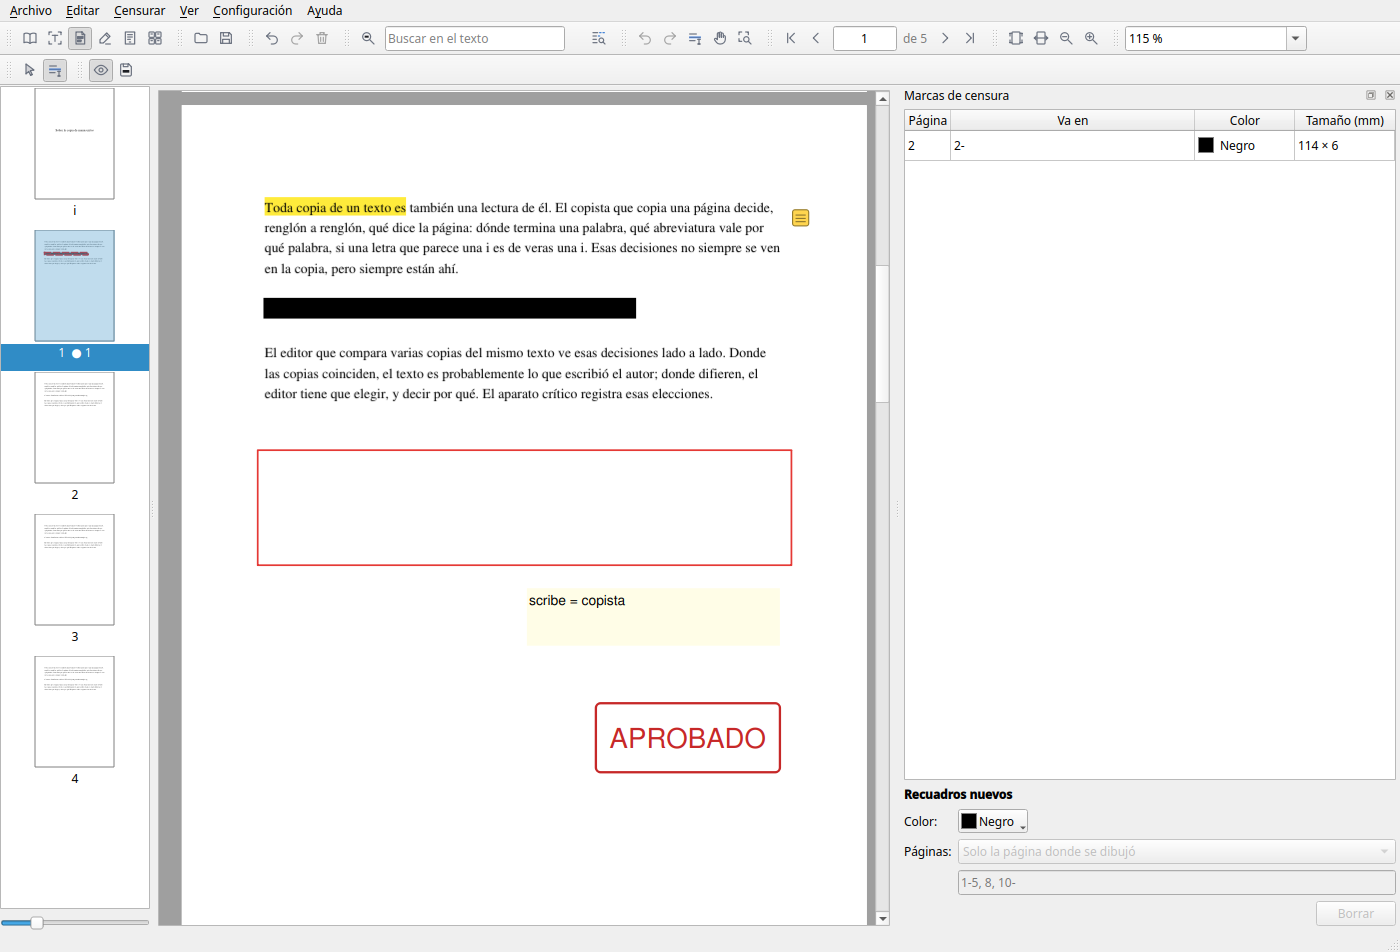 Archivo Editar Censurar Ver Configuración Ayuda
Buscar en el texto
1 de 5
115 %
i
1 1
2
3
4
Toda copia de un texto es también una lectura de él. El copista que copia una página decide,
renglón a renglón, qué dice la página: dónde termina una palabra, qué abreviatura vale por
qué palabra, si una letra que parece una i es de veras una i. Esas decisiones no siempre se ven
en la copia, pero siempre están ahí.
El editor que compara varias copias del mismo texto ve esas decisiones lado a lado. Donde
las copias coinciden, el texto es probablemente lo que escribió el autor; donde difieren, el
editor tiene que elegir, y decir por qué. El aparato crítico registra esas elecciones.
scribe = copista
APROBADO
Marcas de censura
Página Va en Color Tamaño (mm)
2 2- Negro 114 × 6
Recuadros nuevos
Color: Negro
Páginas: Solo la página donde se dibujó
1-5, 8, 10-
Borrar